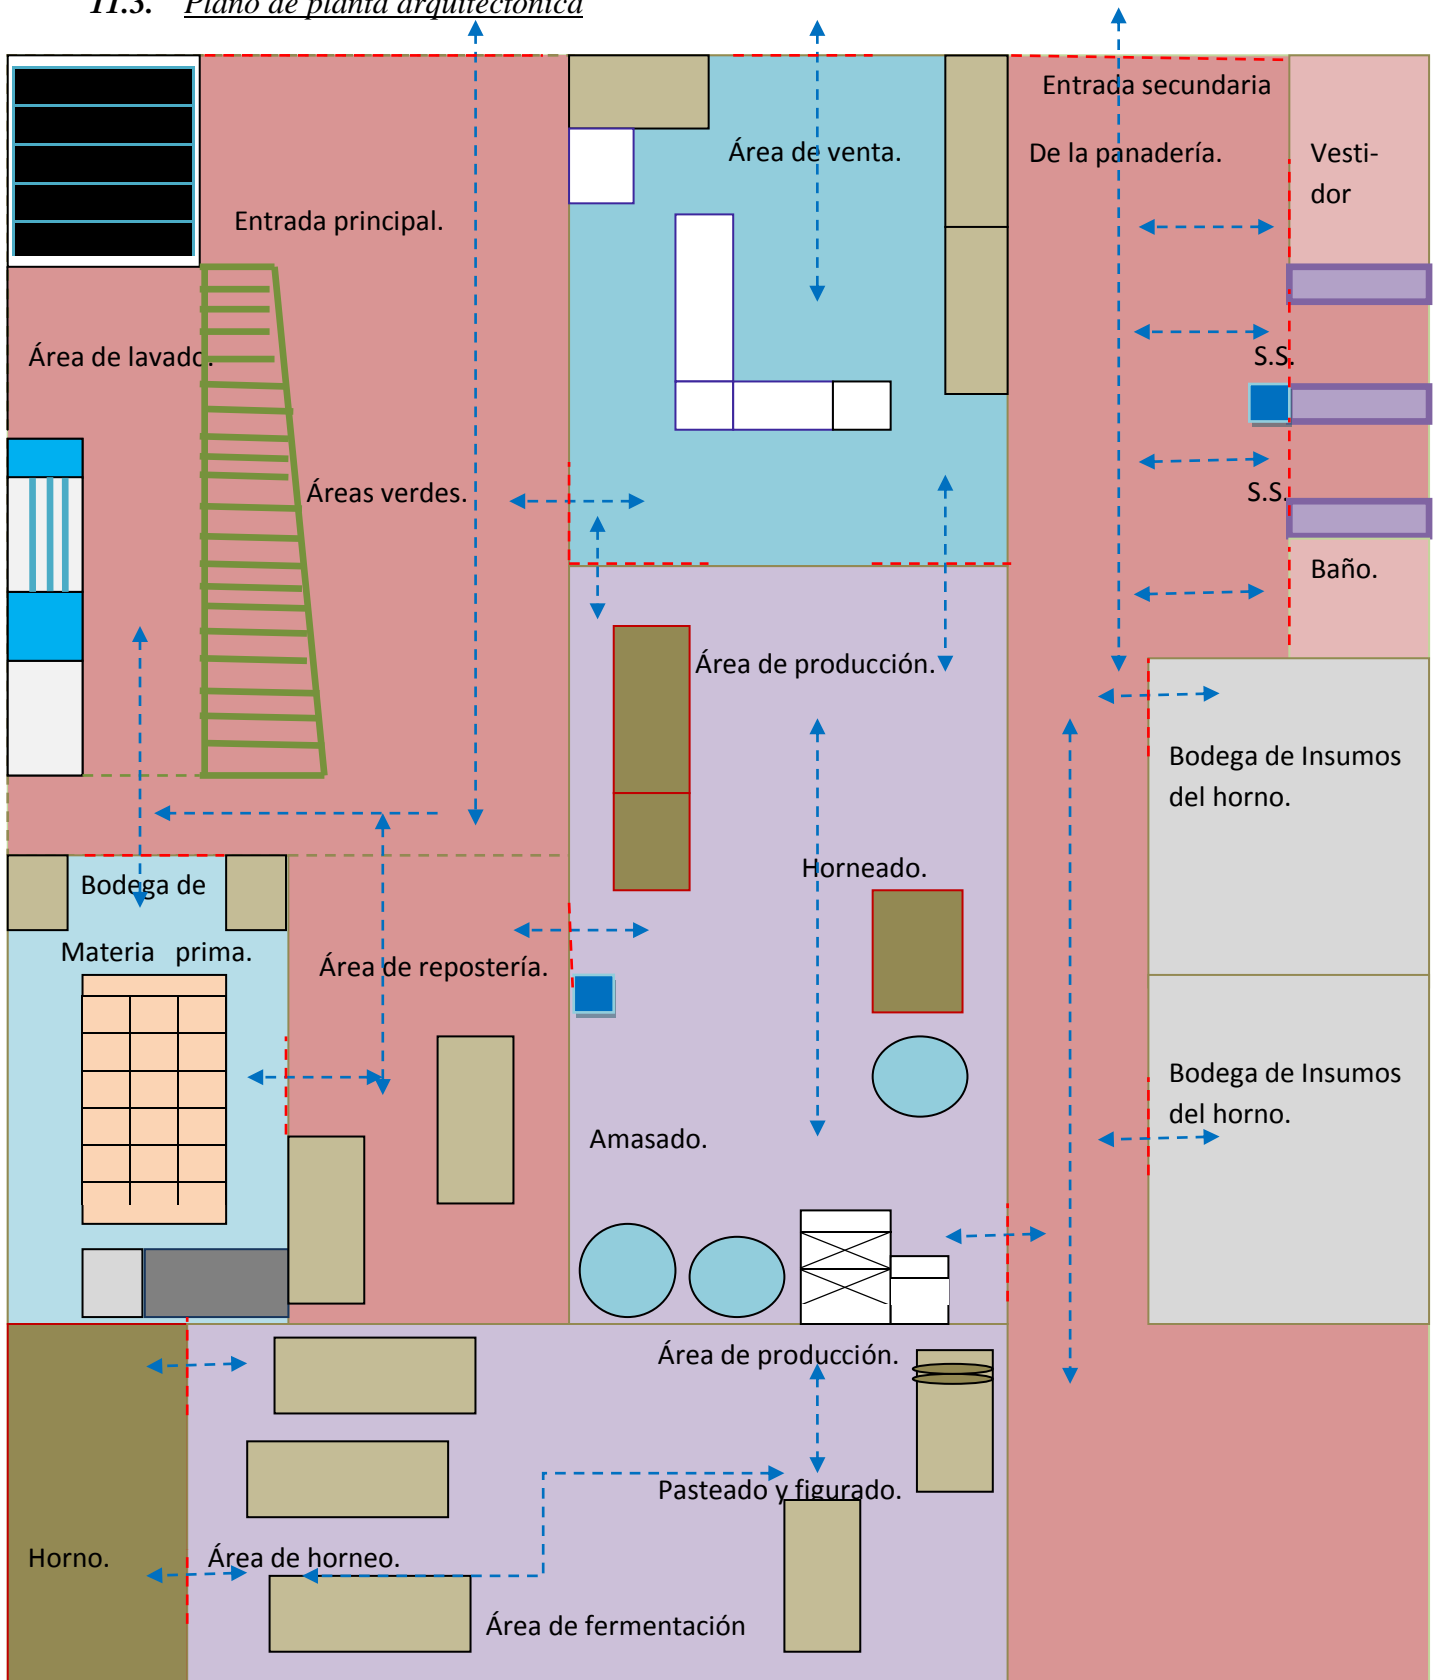 11.3. Plano de planta arquitectónica
Entrada secundaria
Área de venta.
De la panadería.
Vesti-
dor
Entrada principal.
Área de lavado.
S.S.
Áreas verdes.
S.S.
Baño.
Área de producción.
Bodega de Insumos
del horno.
Horneado.
Bodega de
Materia prima.
Área de repostería.
Bodega de Insumos
del horno.
Amasado.
Área de producción.
Pasteado y figurado.
Horno.
Área de horneo.
Área de fermentación